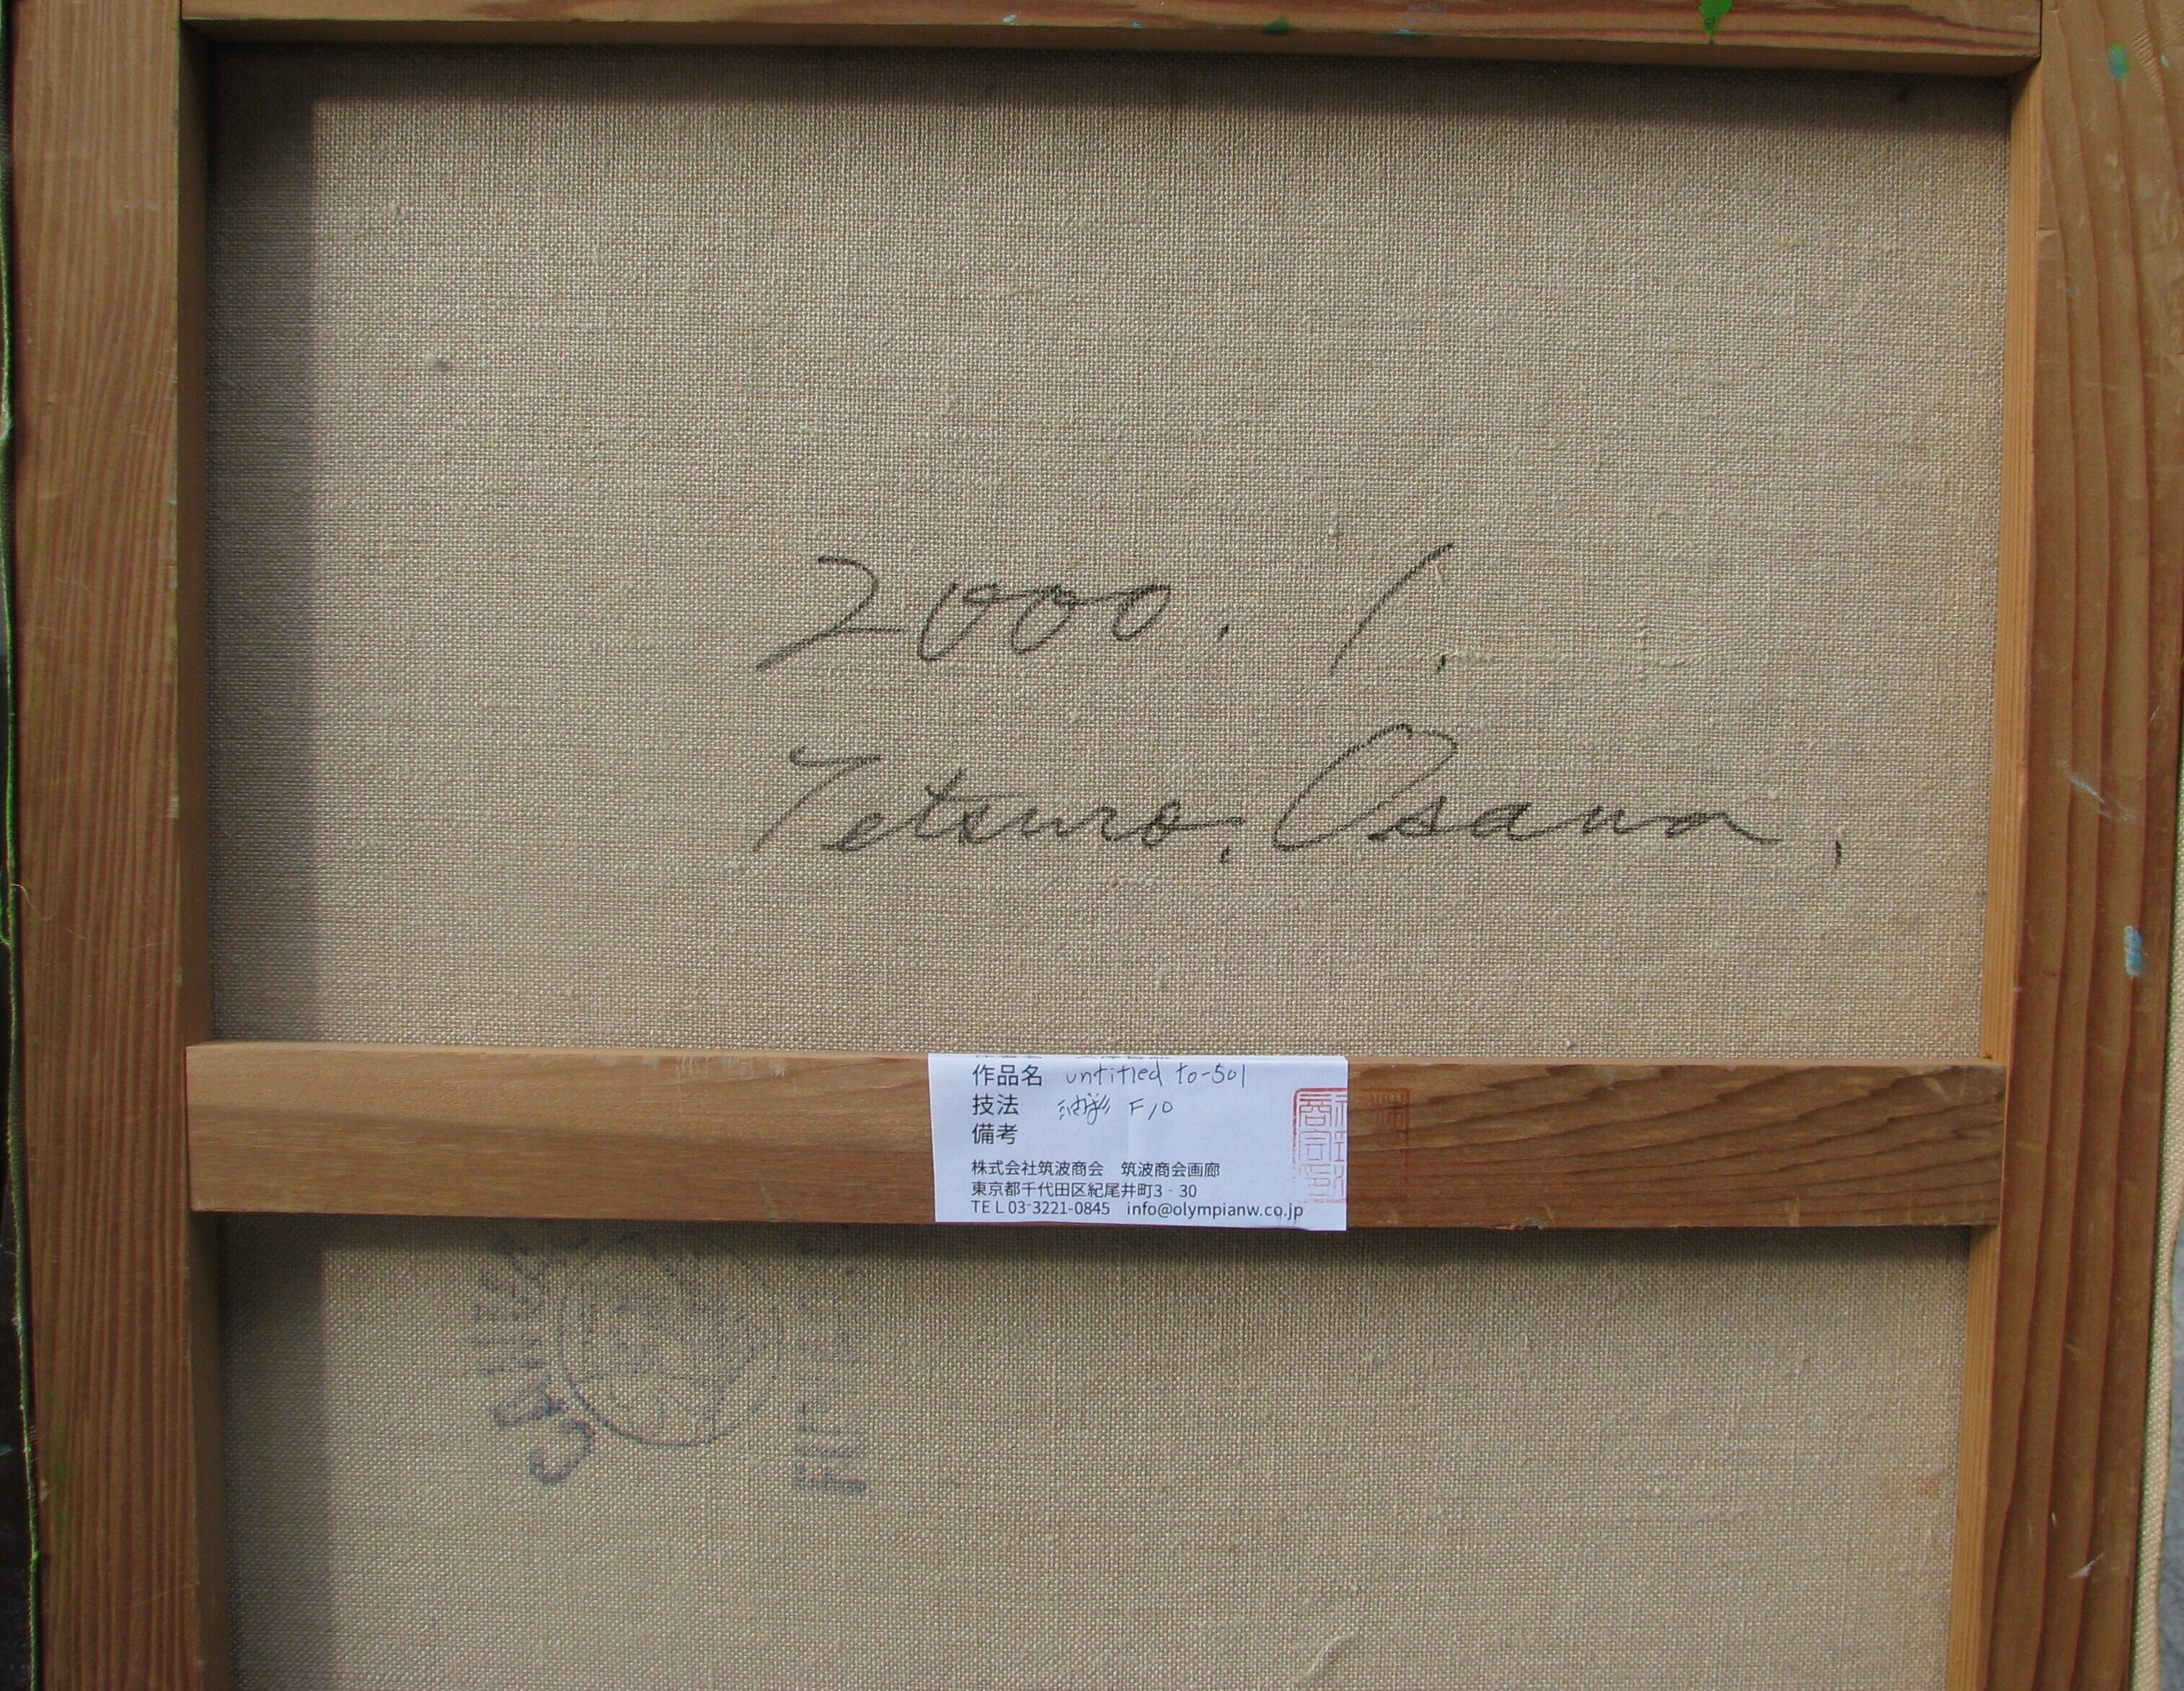 2000. 1.
Tetsuro. Osawa,
作品名 untitled to-501
技法 油彩 F10
備考
株式会社筑波商会 筑波商会画廊
東京都千代田区紀尾井町3‐30
TEL 03-3221-0845 info@olympianw.co.jp